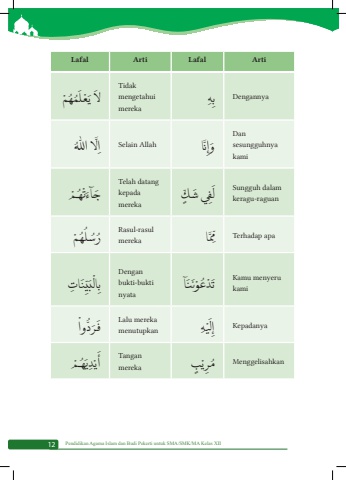 Lafal Arti Lafal Arti
لَا يَعْلَمُهُمْ Tidak mengetahui mereka بِهِ Dengannya
اِلَّا اللهُ Selain Allah وَاِنَّا Dan sesungguhnya kami
جَاۤءَتْهُمْ Telah datang kepada mereka لَفِيْ شَكٍّ Sungguh dalam keragu-raguan
رُسُلُهُمْ Rasul-rasul mereka مِمَّا Terhadap apa
بِالْبَيِّنَاتِ Dengan bukti-bukti nyata تَدْعُوْنَنَآ Kamu menyeru kami
فَرَدُّوْا Lalu mereka menutupkan اِلَيْهِ Kepadanya
اَيْدِيَهُمْ Tangan mereka مُرِيْبٍ Menggelisahkan
12 Pendidikan Agama Islam dan Budi Pekerti untuk SMA/SMK/MA Kelas XII